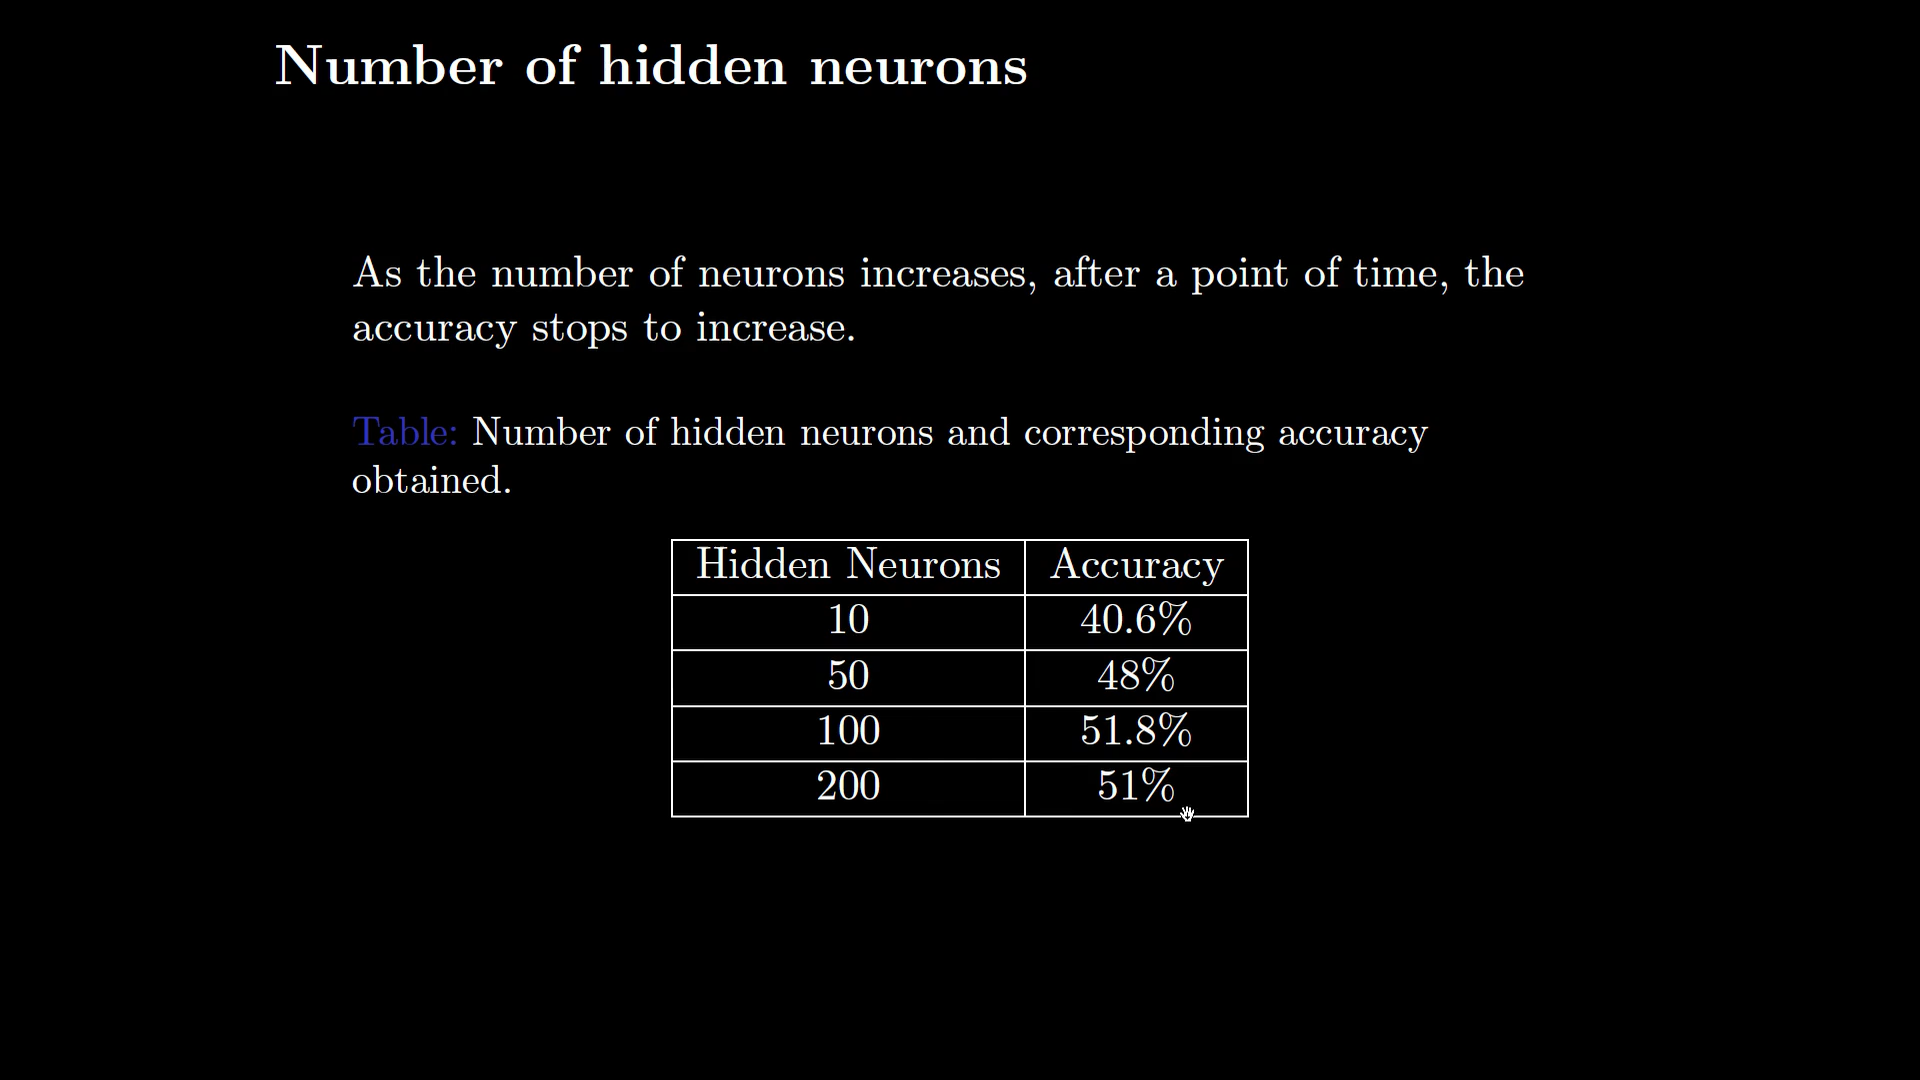 Number of hidden neurons
As the number of neurons increases, after a point of time, the
accuracy stops to increase.
Table: Number of hidden neurons and corresponding accuracy
obtained.
Hidden Neurons Accuracy
10 40.6%
50 48%
100 51.8%
200 51%